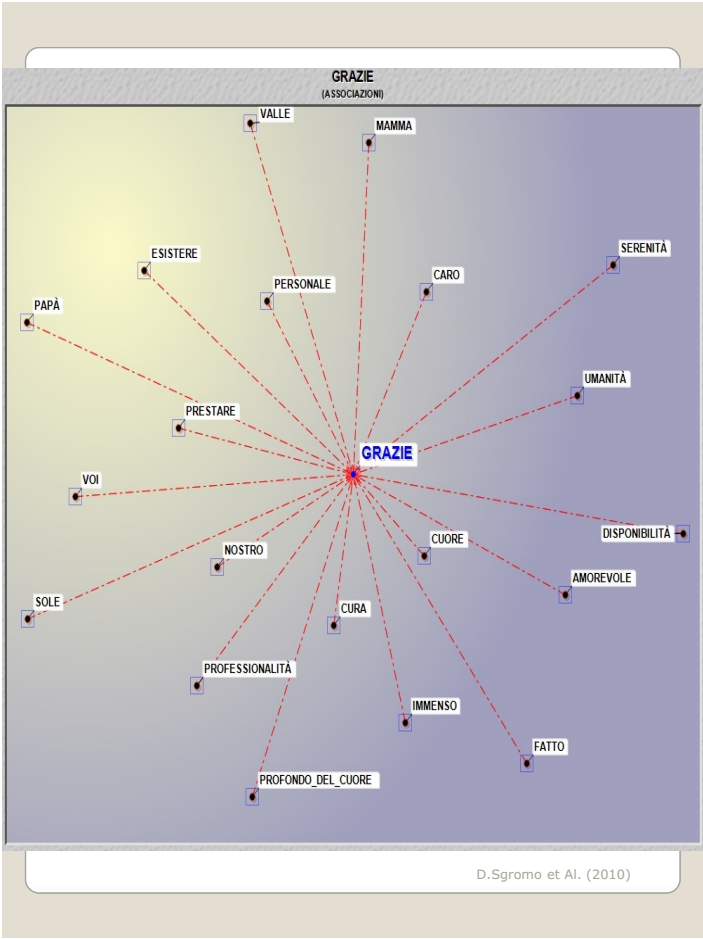 GRAZIE
(ASSOCIAZIONI)
VALLE
MAMMA
SERENITÀ
ESISTERE
CARO
PERSONALE
PAPÀ
UMANITÀ
PRESTARE
GRAZIE
VOI
DISPONIBILITÀ
CUORE
NOSTRO
AMOREVOLE
SOLE
CURA
PROFESSIONALITÀ
IMMENSO
FATTO
PROFONDO_DEL_CUORE
D.Sgromo et Al. (2010)